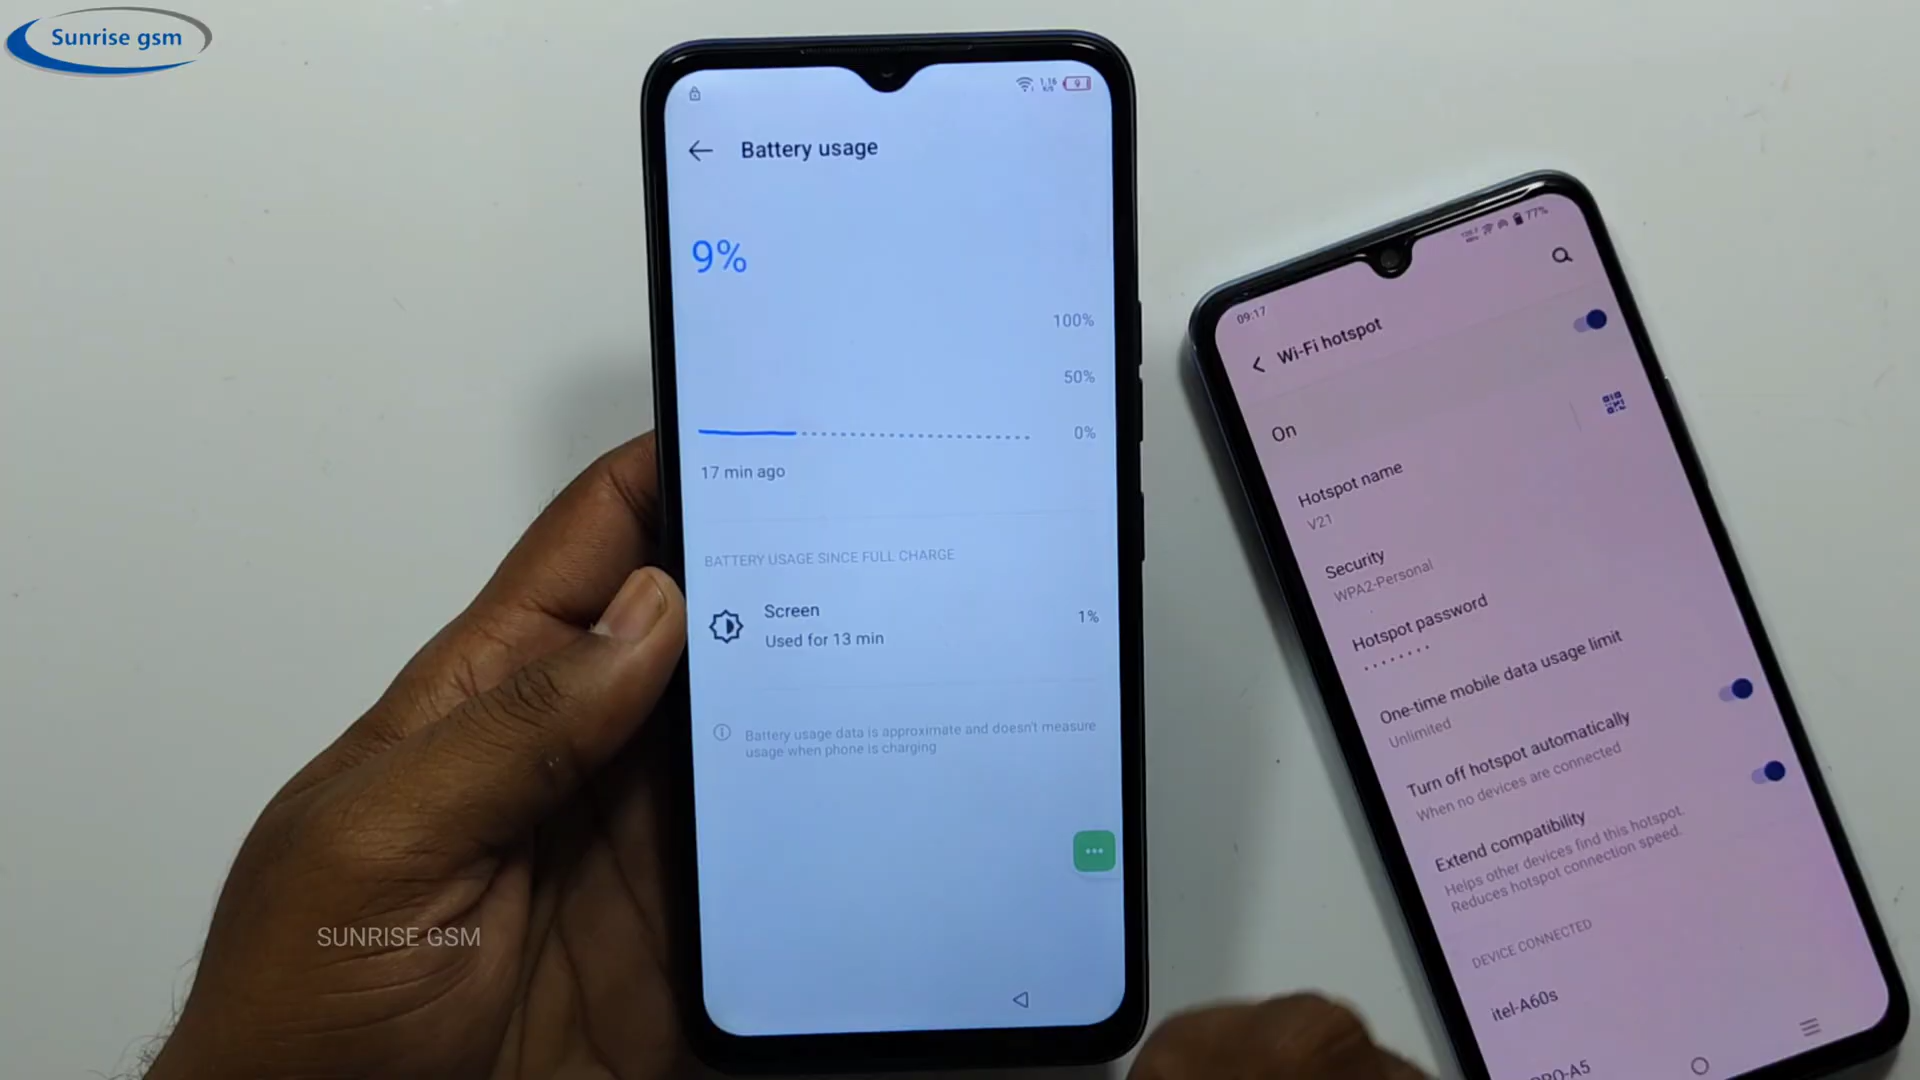 Sunrise gsm
Battery usage
9%
100%
50%
0%
17 min ago
BATTERY USAGE SINCE FULL CHARGE
Screen
1%
Used for 13 min
Battery usage data is approximate and doesn't measure
usage when phone is charging
SUNRISE GSM
77%
09:17
Wi-Fi hotspot
On
Hotspot name
V21
Security
WPA2-Personal
Hotspot password
One-time mobile data usage limit
Unlimited
Turn off hotspot automatically
When no devices are connected
Extend compatibility
Helps other devices find this hotspot.
Reduces hotspot connection speed.
DEVICE CONNECTED
itel-A60s